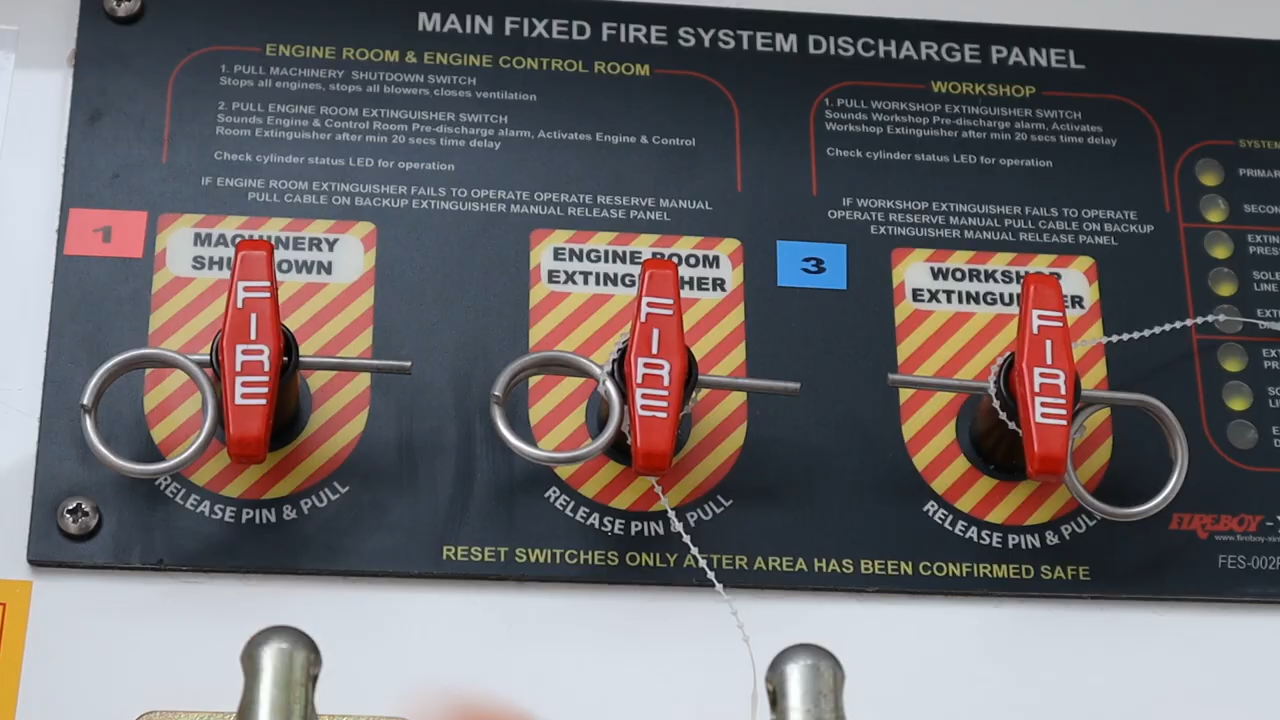 MAIN FIXED FIRE SYSTEM DISCHARGE PANEL
ENGINE ROOM & ENGINE CONTROL ROOM
1. PULL MACHINERY SHUTDOWN SWITCH
Stops all engines, stops all blowers, closes ventilation
2. PULL ENGINE ROOM EXTINGUISHER SWITCH
Sounds Engine & Control Room Pre-discharge alarm, Activates Engine & Control
Room Extinguisher after min 20 secs time delay
Check cylinder status LED for operation
IF ENGINE ROOM EXTINGUISHER FAILS TO OPERATE OPERATE RESERVE MANUAL
PULL CABLE ON BACKUP EXTINGUISHER MANUAL RELEASE PANEL
WORKSHOP
1. PULL WORKSHOP EXTINGUISHER SWITCH
Sounds Workshop Pre-discharge alarm, Activates
Workshop Extinguisher after min 20 secs time delay
Check cylinder status LED for operation
IF WORKSHOP EXTINGUISHER FAILS TO OPERATE
OPERATE RESERVE MANUAL PULL CABLE ON BACKUP
EXTINGUISHER MANUAL RELEASE PANEL
SYSTEM
1
MACHINERY
SHUTDOWN
FIRE
RELEASE PIN & PULL
ENGINE ROOM
EXTINGUISHER
FIRE
RELEASE PIN & PULL
3
WORKSHOP
EXTINGUISHER
FIRE
RELEASE PIN & PULL
RESET SWITCHES ONLY AFTER AREA HAS BEEN CONFIRMED SAFE
FIREBOY